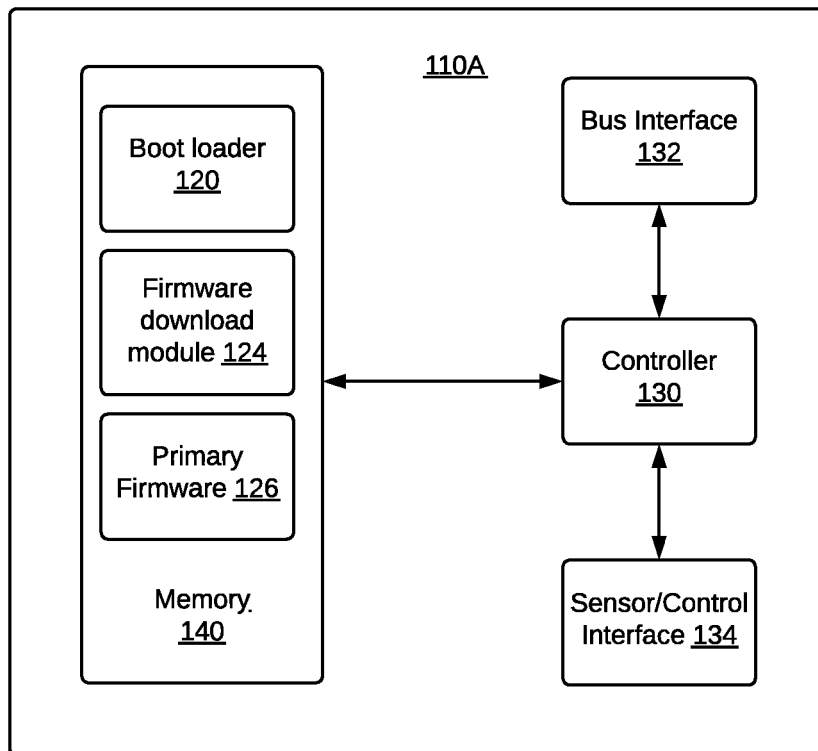 110A
Boot loader
120
Firmware
download
module 124
Primary
Firmware 126
Memory
140
Bus Interface
132
Controller
130
Sensor/Control
Interface 134